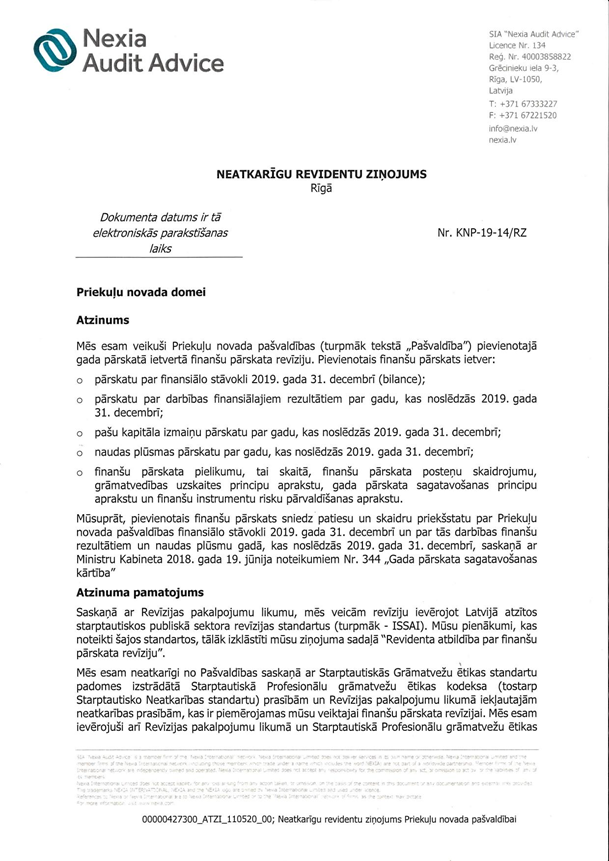 Nexia
Audit Advice
SIA "Nexia Audit Advice"
Licence Nr. 134
Reģ. Nr. 40003858822
Grēcinieku iela 9-3,
Rīga, LV-1050,
Latvija
T: +371 67333227
F: +371 67221520
info@nexia.lv
nexia.lv
NEATKARĪGU REVIDENTU ZIŅOJUMS
Rīgā
Dokumenta datums ir tā
elektroniskās parakstīšanas
laiks
Nr. KNP-19-14/RZ
Priekuļu novada domei
Atzinums
Mēs esam veikuši Priekuļu novada pašvaldības (turpmāk tekstā „Pašvaldība") pievienotajā
gada pārskatā ietvertā finanšu pārskata revīziju. Pievienotais finanšu pārskats ietver:
o pārskatu par finansiālo stāvokli 2019. gada 31. decembrī (bilance);
o pārskatu par darbības finansiālajiem rezultātiem par gadu, kas noslēdzās 2019. gada
31. decembrī;
o pašu kapitāla izmaiņu pārskatu par gadu, kas noslēdzās 2019. gada 31. decembrī;
o naudas plūsmas pārskatu par gadu, kas noslēdzās 2019. gada 31. decembrī;
o finanšu pārskata pielikumu, tai skaitā, finanšu pārskata posteņu skaidrojumu,
grāmatvedības uzskaites principu aprakstu, gada pārskata sagatavošanas principu
aprakstu un finanšu instrumentu risku pārvaldīšanas aprakstu.
Mūsuprāt, pievienotais finanšu pārskats sniedz patiesu un skaidru priekšstatu par Priekuļu
novada pašvaldības finansiālo stāvokli 2019. gada 31. decembrī un par tās darbības finanšu
rezultātiem un naudas plūsmu gadā, kas noslēdzās 2019. gada 31. decembrī, saskaņā ar
Ministru Kabineta 2018. gada 19. jūnija noteikumiem Nr. 344 „Gada pārskata sagatavošanas
kārtība"
Atzinuma pamatojums
Saskaņā ar Revīzijas pakalpojumu likumu, mēs veicām revīziju ievērojot Latvijā atzītos
starptautiskos publiskā sektora revīzijas standartus (turpmāk - ISSAI). Mūsu pienākumi, kas
noteikti šajos standartos, tālāk izklāstīti mūsu ziņojuma sadaļā "Revidenta atbildība par finanšu
pārskata revīziju".
Mēs esam neatkarīgi no Pašvaldības saskaņā ar Starptautiskās Grāmatvežu ētikas standartu
padomes izstrādātā Starptautiskā Profesionālu grāmatvežu ētikas kodeksa (tostarp
Starptautisko Neatkarības standartu) prasībām un Revīzijas pakalpojumu likumā iekļautajām
neatkarības prasībām, kas ir piemērojamas mūsu veiktajai finanšu pārskata revīzijai. Mēs esam
ievērojuši arī Revīzijas pakalpojumu likumā un Starptautiskā Profesionālu grāmatvežu ētikas
00000427300_ATZI_110520_00; Neatkarīgu revidentu ziņojums Priekuļu novada pašvaldībai